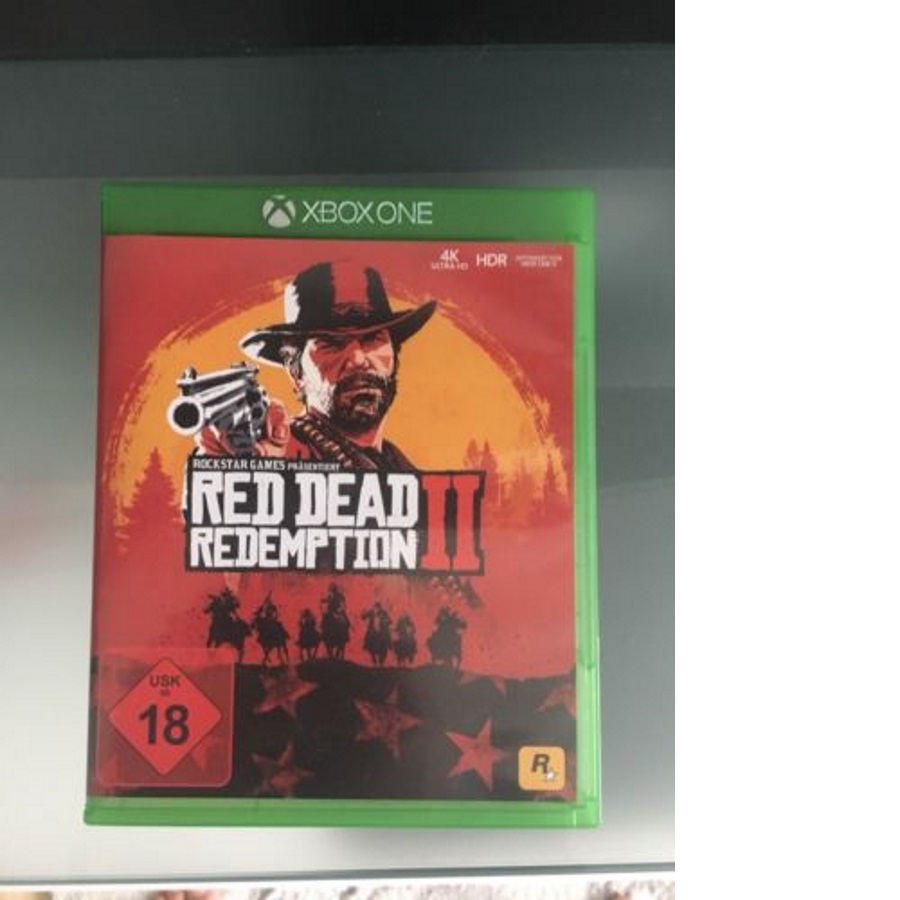 XBOX ONE
4K HDR
ULTRA HD
ROCKSTAR GAMES PRÄSENTIERT
RED DEAD
REDEMPTION II
USK
18
R